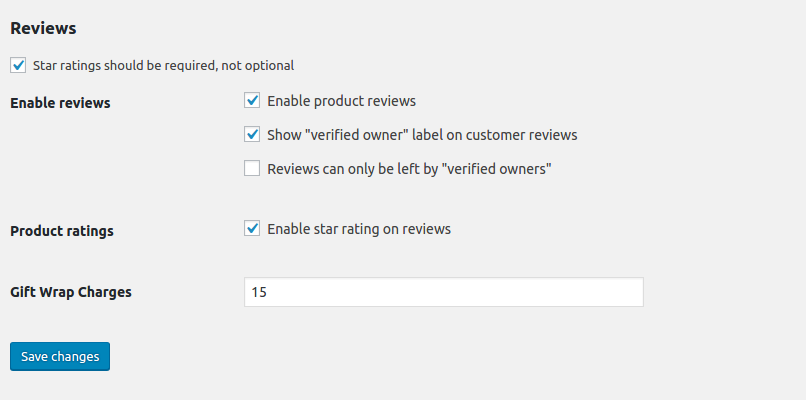 Reviews
Star ratings should be required, not optional
Enable reviews
Enable product reviews
Show "verified owner" label on customer reviews
Reviews can only be left by "verified owners"
Product ratings
Enable star rating on reviews
Gift Wrap Charges
15
Save changes